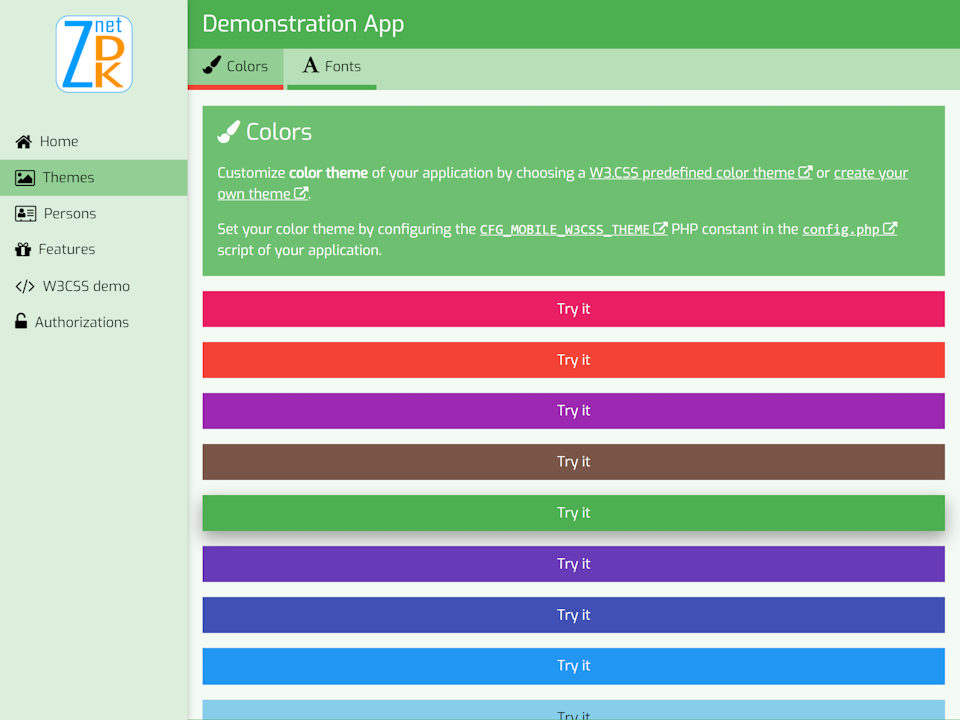 Z net
DK
Home
Themes
Persons
Features
W3CSS demo
Authorizations
Demonstration App
Colors
Fonts
Colors
Customize color theme of your application by choosing a W3.CSS predefined color theme or create your
own theme.
Set your color theme by configuring the CFG_MOBILE_W3CSS_THEME PHP constant in the config.php
script of your application.
Try it
Try it
Try it
Try it
Try it
Try it
Try it
Try it
Try it